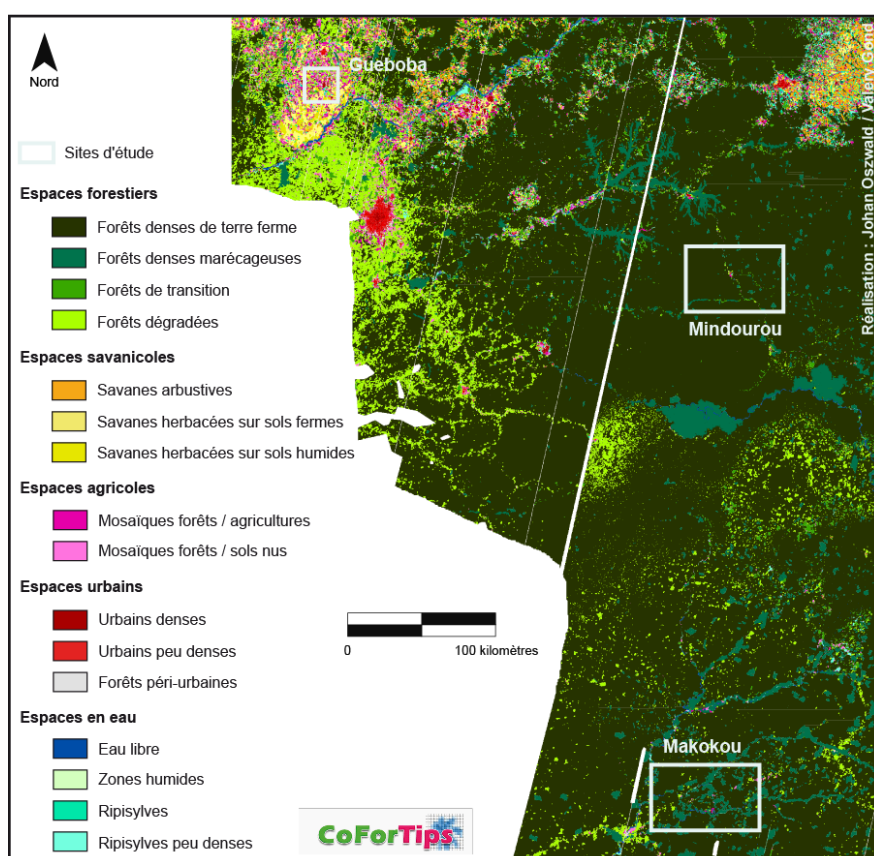 Nord
Sites d'étude
Espaces forestiers
Forêts denses de terre ferme
Forêts denses marécageuses
Forêts de transition
Forêts dégradées
Espaces savanicoles
Savanes arbustives
Savanes herbacées sur sols fermes
Savanes herbacées sur sols humides
Espaces agricoles
Mosaïques forêts / agricultures
Mosaïques forêts / sols nus
Espaces urbains
Urbains denses
Urbains peu denses
Forêts péri-urbaines
Espaces en eau
Eau libre
Zones humides
Ripisylves
Ripisylves peu denses
0 100 kilomètres
CoForTips
Gueboba
Mindourou
Makokou
Réalisation : Johan Oszwald / Valéry Gond